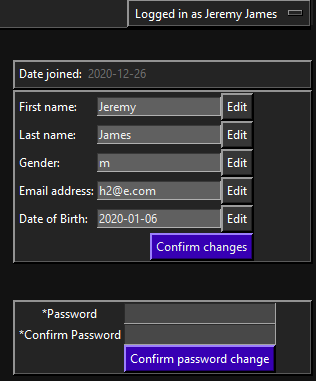 Logged in as Jeremy James
Date joined: 2020-12-26
First name: Jeremy Edit
Last name: James Edit
Gender: m Edit
Email address: h2@e.com Edit
Date of Birth: 2020-01-06 Edit
Confirm changes
*Password
*Confirm Password
Confirm password change